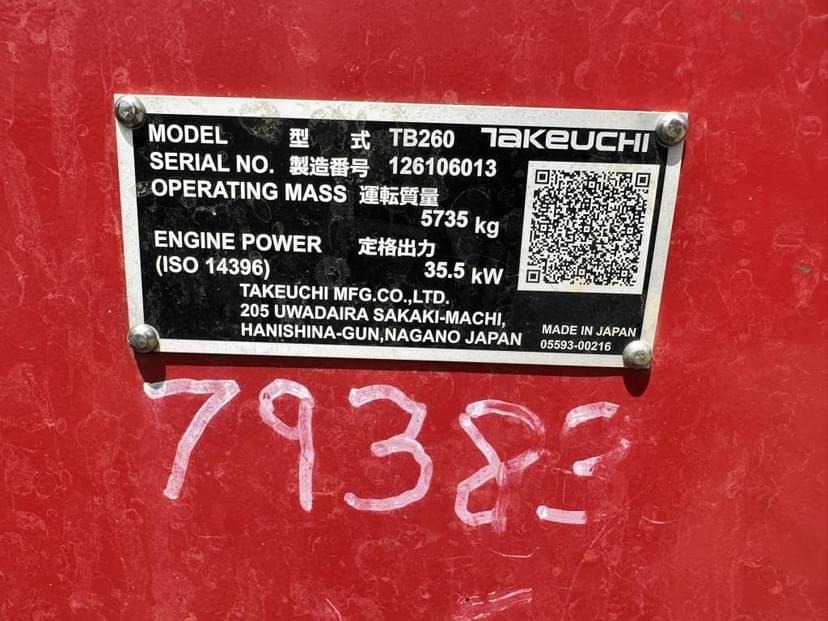 MODEL 型式 TB260 TAKEUCHI
SERIAL NO. 製造番号 126106013
OPERATING MASS 運転質量
5735 kg
ENGINE POWER 定格出力
(ISO 14396) 35.5 kW
TAKEUCHI MFG.CO.,LTD.
205 UWADAIRA SAKAKI-MACHI,
HANISHINA-GUN,NAGANO JAPAN
MADE IN JAPAN
05593-00216
79383